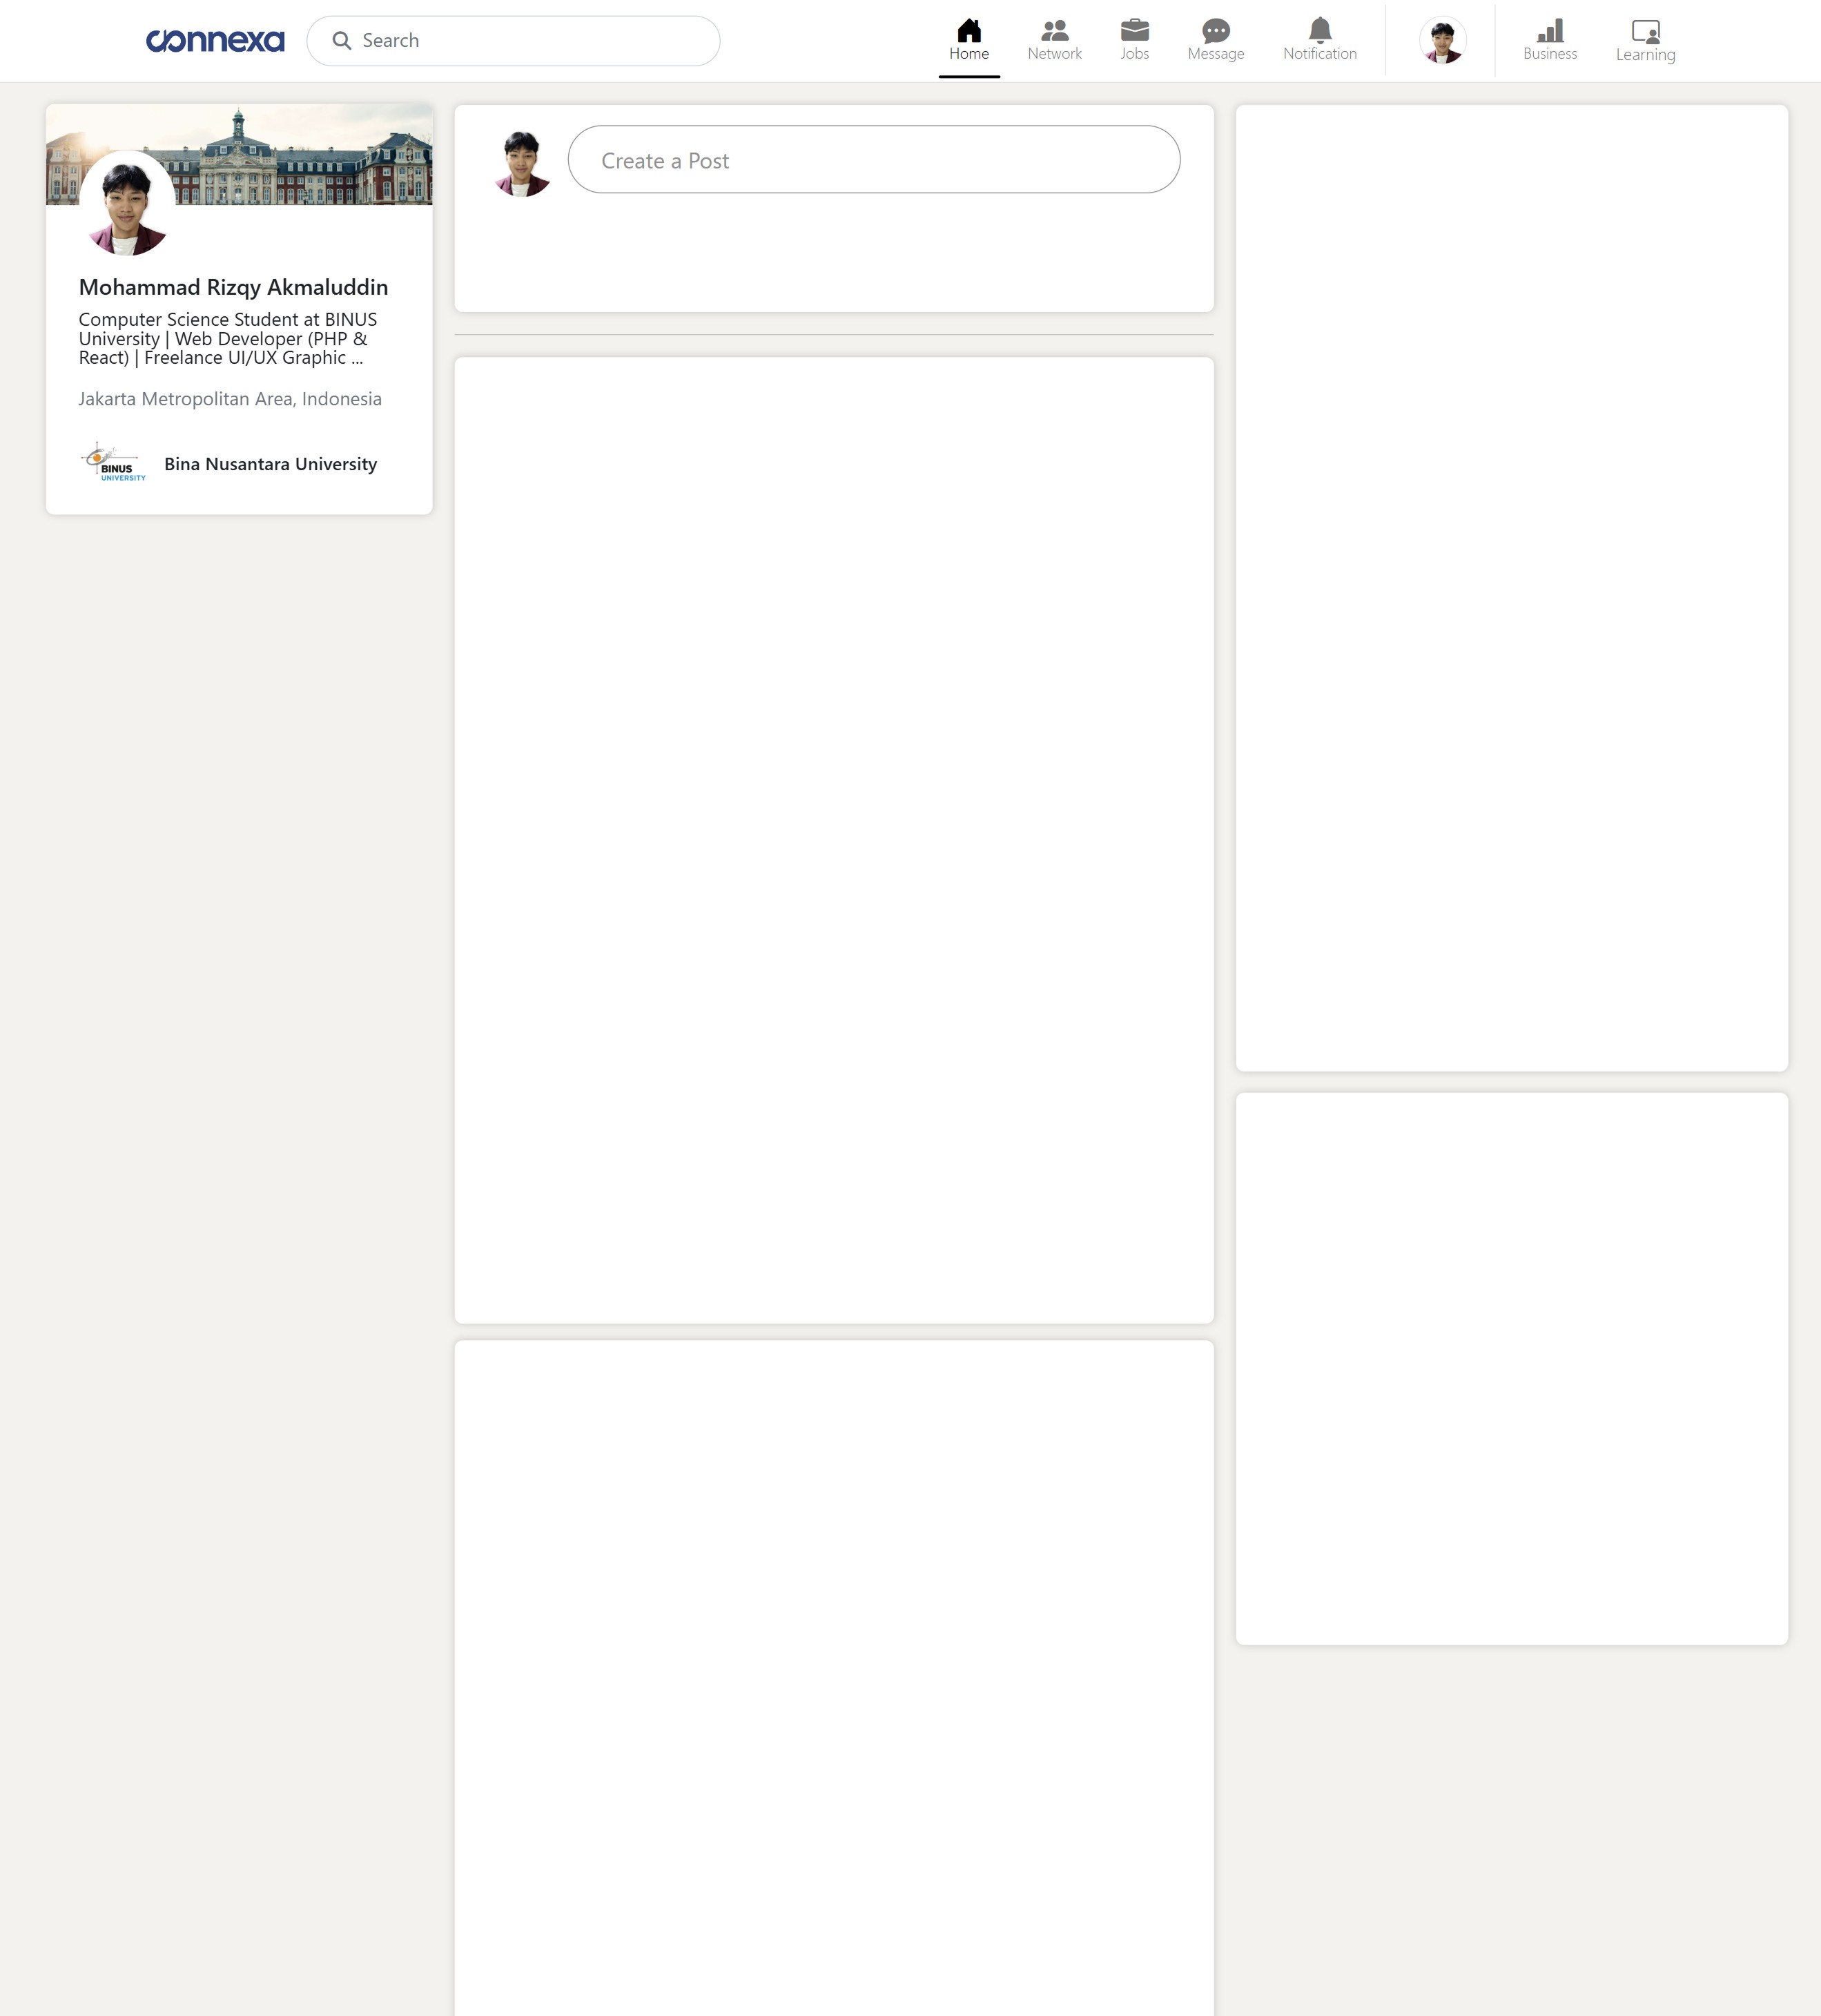 connexa
Search
Home
Network
Jobs
Message
Notification
Business
Learning
Create a Post
Mohammad Rizqy Akmaluddin
Computer Science Student at BINUS
University | Web Developer (PHP &
React) | Freelance UI/UX Graphic ...
Jakarta Metropolitan Area, Indonesia
BINUS
UNIVERSITY
Bina Nusantara University